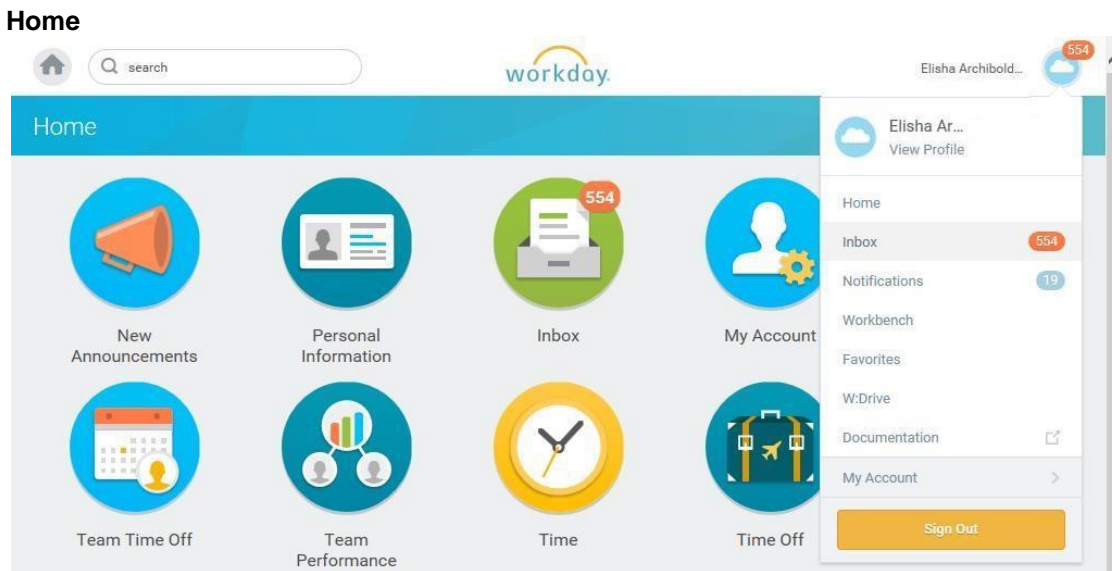 Home
search
workday.
Elisha Archibold...
554
Home
Elisha Ar...
View Profile
Home
Inbox
554
Notifications
19
Workbench
Favorites
W:Drive
Documentation
My Account
Sign Out
554
New
Announcements
Personal
Information
Inbox
My Account
Team Time Off
Team
Performance
Time
Time Off